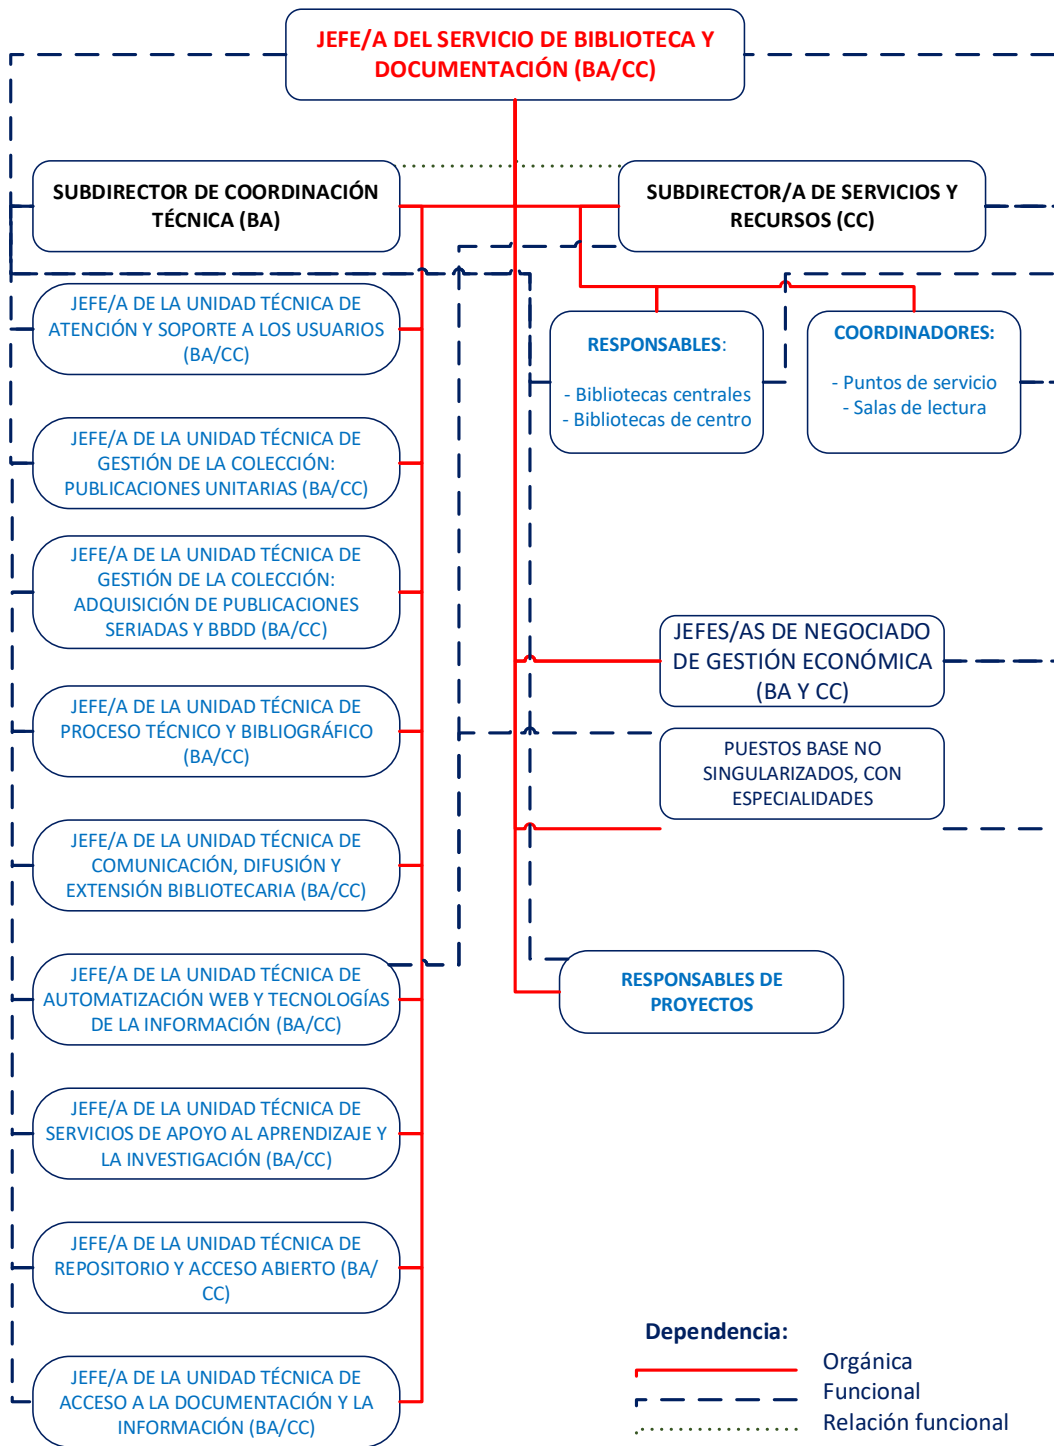 JEFE/A DEL SERVICIO DE BIBLIOTECA Y
DOCUMENTACIÓN (BA/CC)
SUBDIRECTOR DE COORDINACIÓN
TÉCNICA (BA)
SUBDIRECTOR/A DE SERVICIOS Y
RECURSOS (CC)
JEFE/A DE LA UNIDAD TÉCNICA DE
ATENCIÓN Y SOPORTE A LOS USUARIOS
(BA/CC)
RESPONSABLES:
- Bibliotecas centrales
- Bibliotecas de centro
COORDINADORES:
- Puntos de servicio
- Salas de lectura
JEFE/A DE LA UNIDAD TÉCNICA DE
GESTIÓN DE LA COLECCIÓN:
PUBLICACIONES UNITARIAS (BA/CC)
JEFE/A DE LA UNIDAD TÉCNICA DE
GESTIÓN DE LA COLECCIÓN:
ADQUISICIÓN DE PUBLICACIONES
SERIADAS Y BBDD (BA/CC)
JEFES/AS DE NEGOCIADO
DE GESTIÓN ECONÓMICA
(BA Y CC)
JEFE/A DE LA UNIDAD TÉCNICA DE
PROCESO TÉCNICO Y BIBLIOGRÁFICO
(BA/CC)
PUESTOS BASE NO
SINGULARIZADOS, CON
ESPECIALIDADES
JEFE/A DE LA UNIDAD TÉCNICA DE
COMUNICACIÓN, DIFUSIÓN Y
EXTENSIÓN BIBLIOTECARIA (BA/CC)
JEFE/A DE LA UNIDAD TÉCNICA DE
AUTOMATIZACIÓN WEB Y TECNOLOGÍAS
DE LA INFORMACIÓN (BA/CC)
RESPONSABLES DE
PROYECTOS
JEFE/A DE LA UNIDAD TÉCNICA DE
SERVICIOS DE APOYO AL APRENDIZAJE Y
LA INVESTIGACIÓN (BA/CC)
JEFE/A DE LA UNIDAD TÉCNICA DE
REPOSITORIO Y ACCESO ABIERTO (BA/
CC)
JEFE/A DE LA UNIDAD TÉCNICA DE
ACCESO A LA DOCUMENTACIÓN Y LA
INFORMACIÓN (BA/CC)
Dependencia:
Orgánica
Funcional
Relación funcional